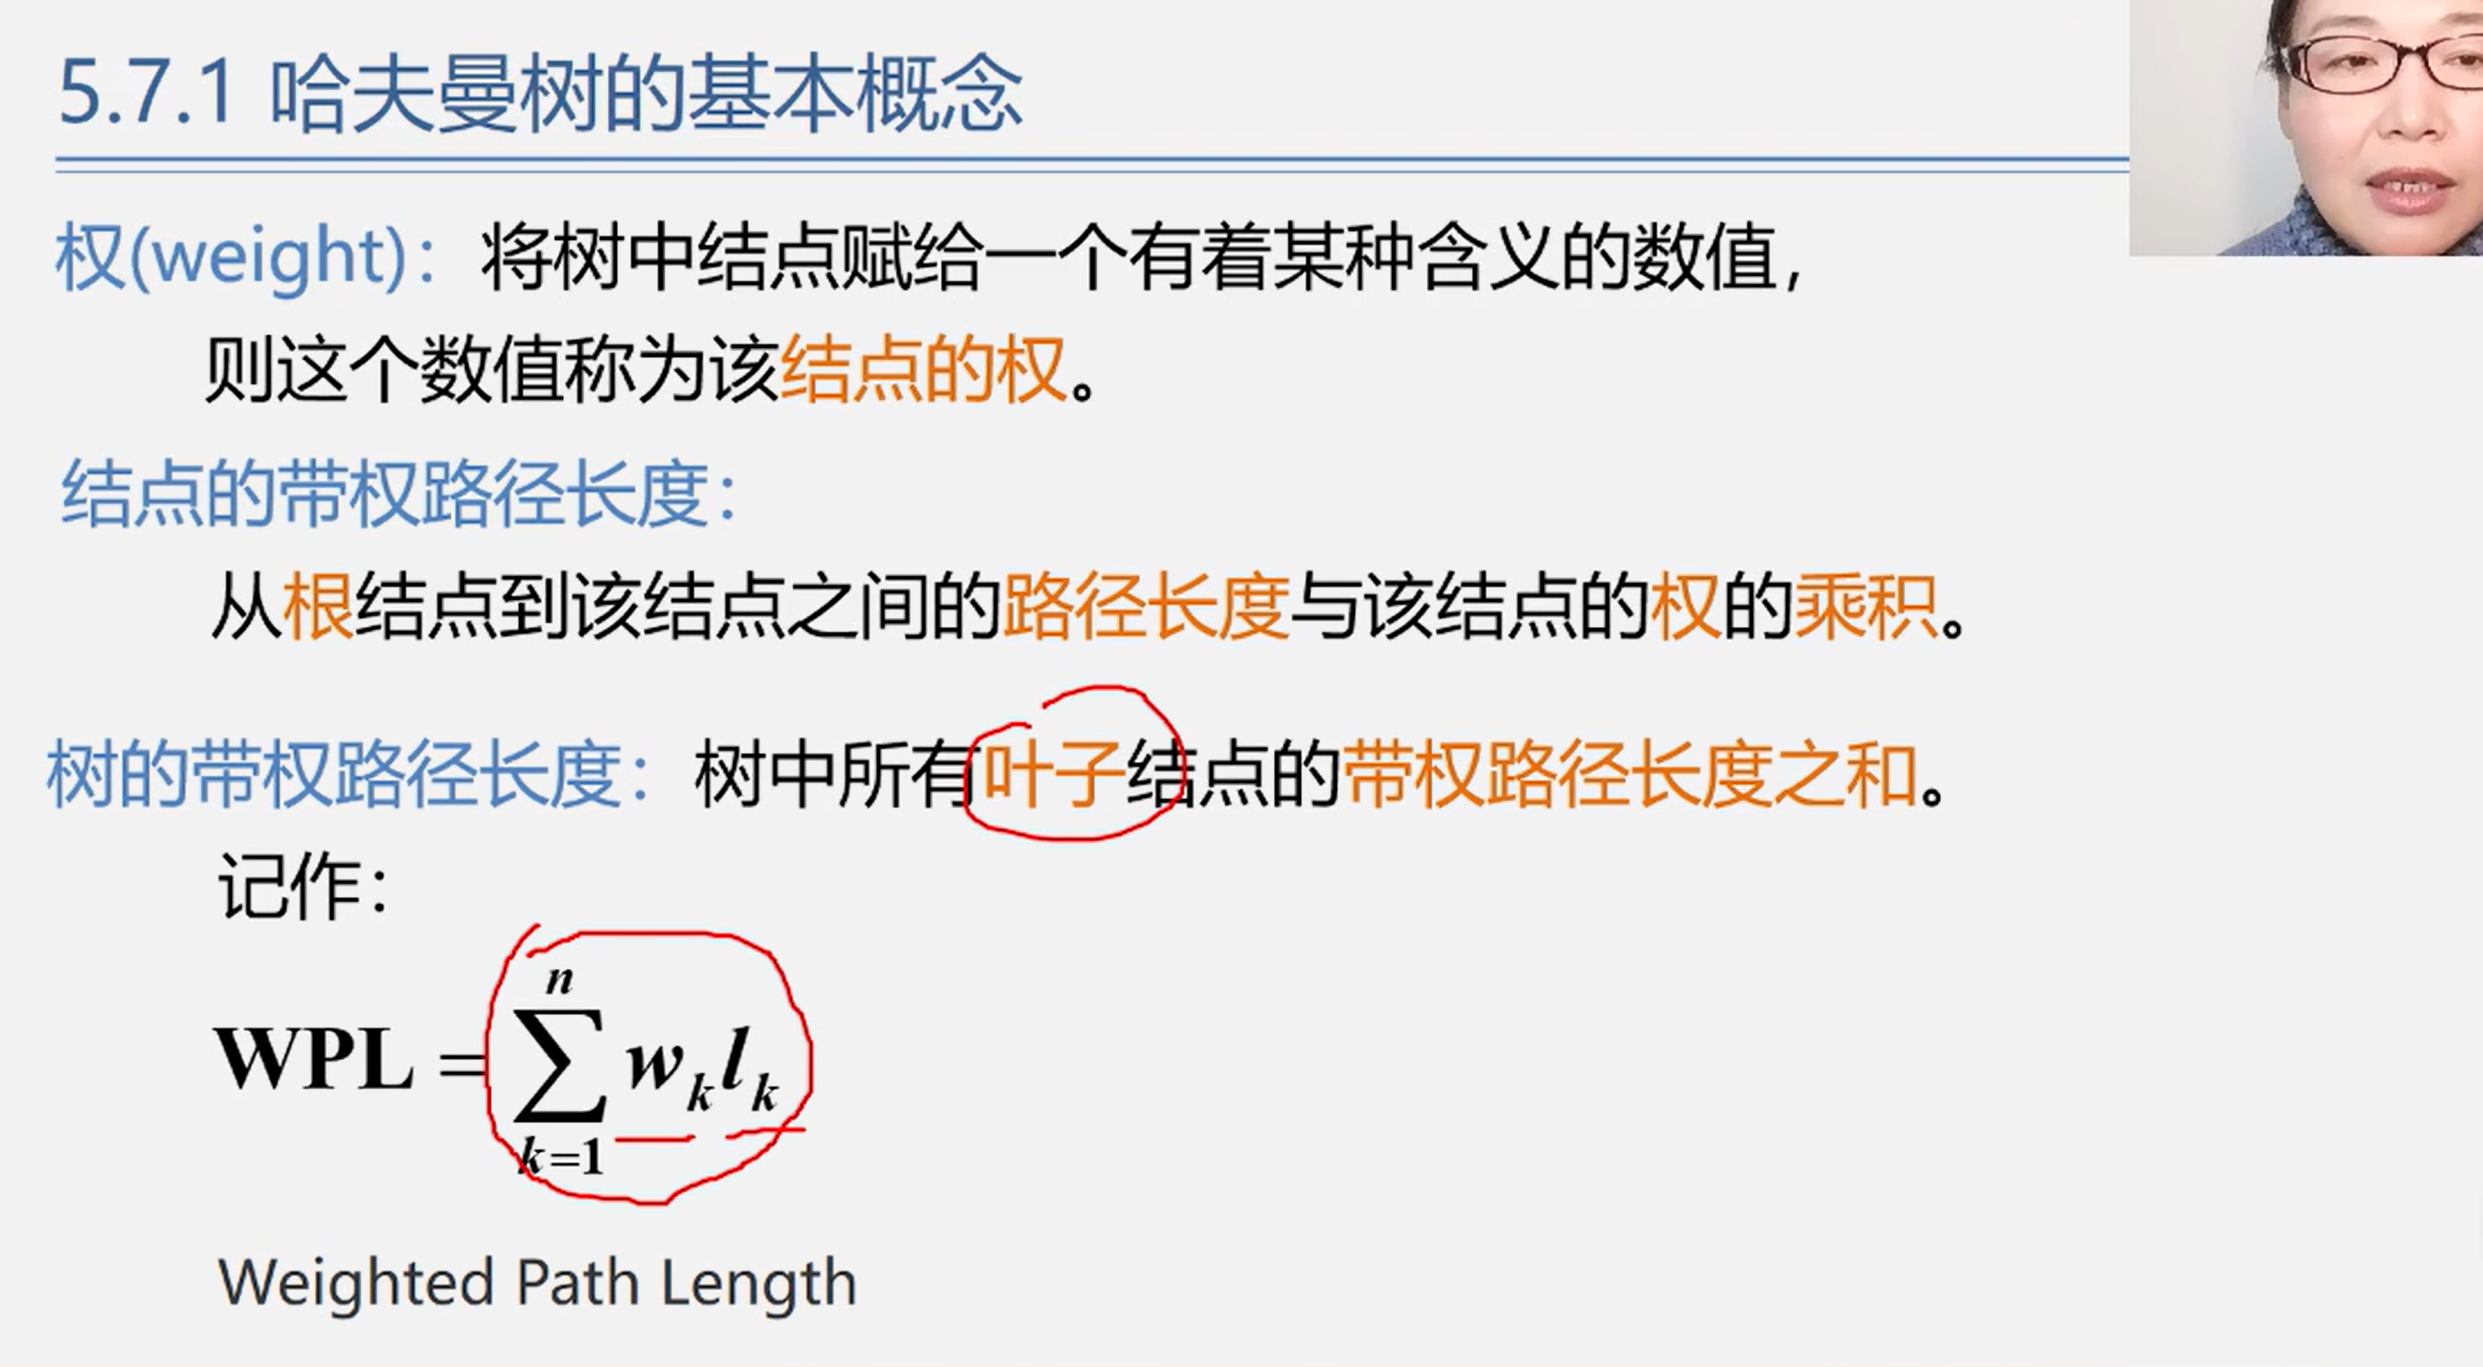 5.7.1 哈夫曼树的基本概念
权(weight)：将树中结点赋给一个有着某种含义的数值，
则这个数值称为该结点的权。
结点的带权路径长度：
从根结点到该结点之间的路径长度与该结点的权的乘积。
树的带权路径长度：树中所有叶子结点的带权路径长度之和。
记作：
WPL = \sum_{k=1}^{n} w_k l_k
Weighted Path Length